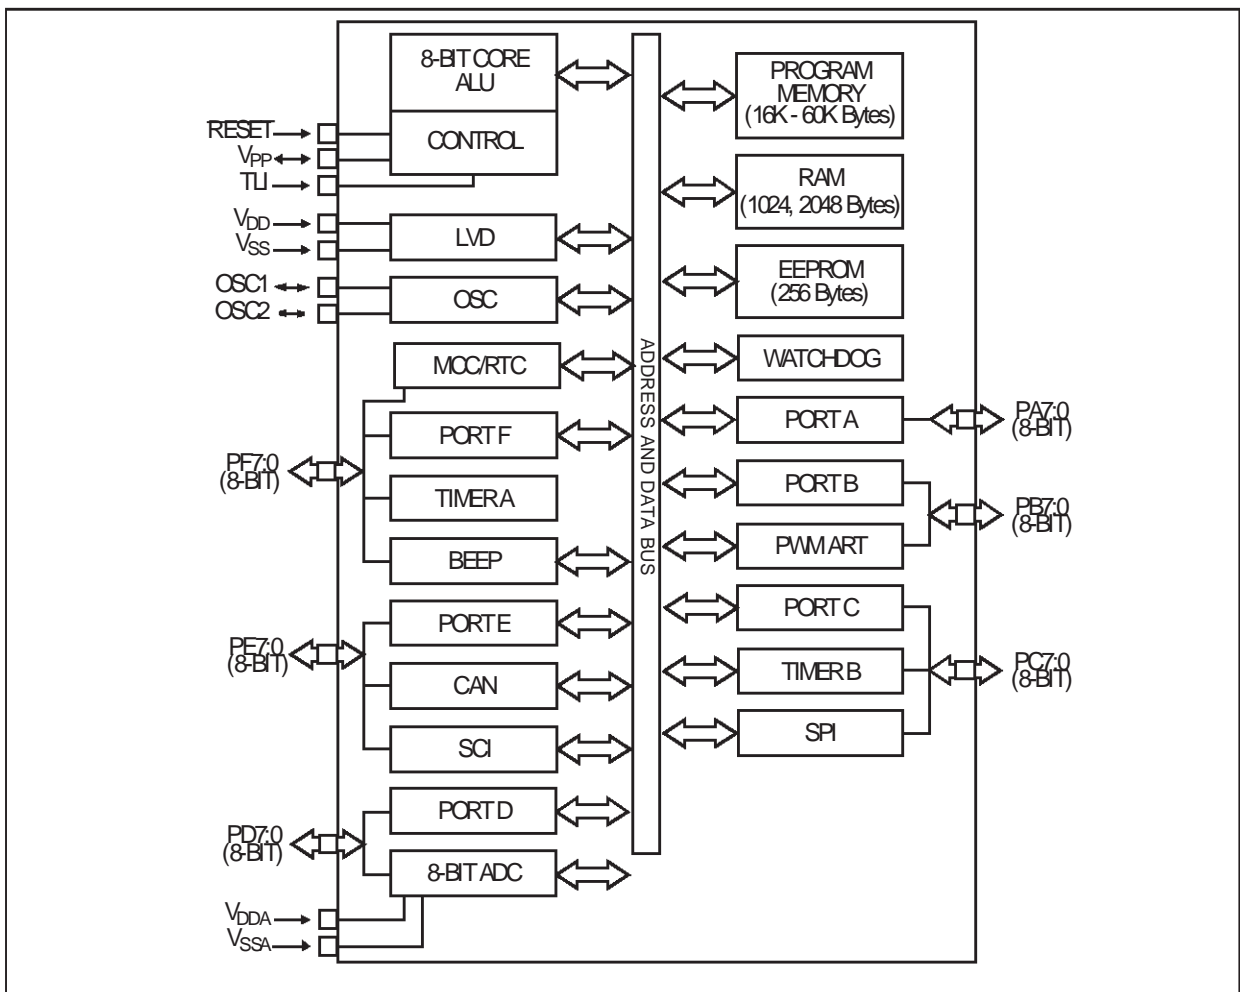 8-BIT CORE
ALU
CONTROL
RESET
VPP
TLI
VDD
VSS
LVD
OSC1
OSC2
OSC
MCC/RTC
PORT F
PF7:0
(8-BIT)
TIMER A
BEEP
PORT E
PE7:0
(8-BIT)
CAN
SCI
PORT D
PD7:0
(8-BIT)
8-BIT ADC
VDDA
VSSA
ADDRESS AND DATA BUS
PROGRAM
MEMORY
(16K - 60K Bytes)
RAM
(1024, 2048 Bytes)
EEPROM
(256 Bytes)
WATCHDOG
PORT A
PA7:0
(8-BIT)
PORT B
PB7:0
(8-BIT)
PWM ART
PORT C
TIMER B
PC7:0
(8-BIT)
SPI